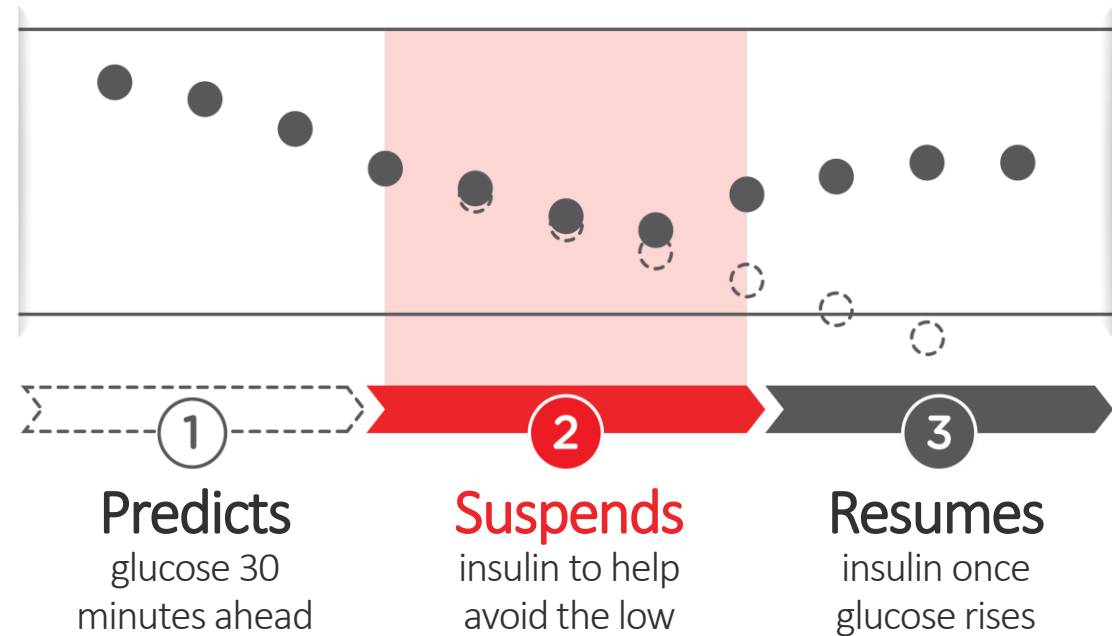 1
2
3
Predicts
glucose 30
minutes ahead
Suspends
insulin to help
avoid the low
Resumes
insulin once
glucose rises